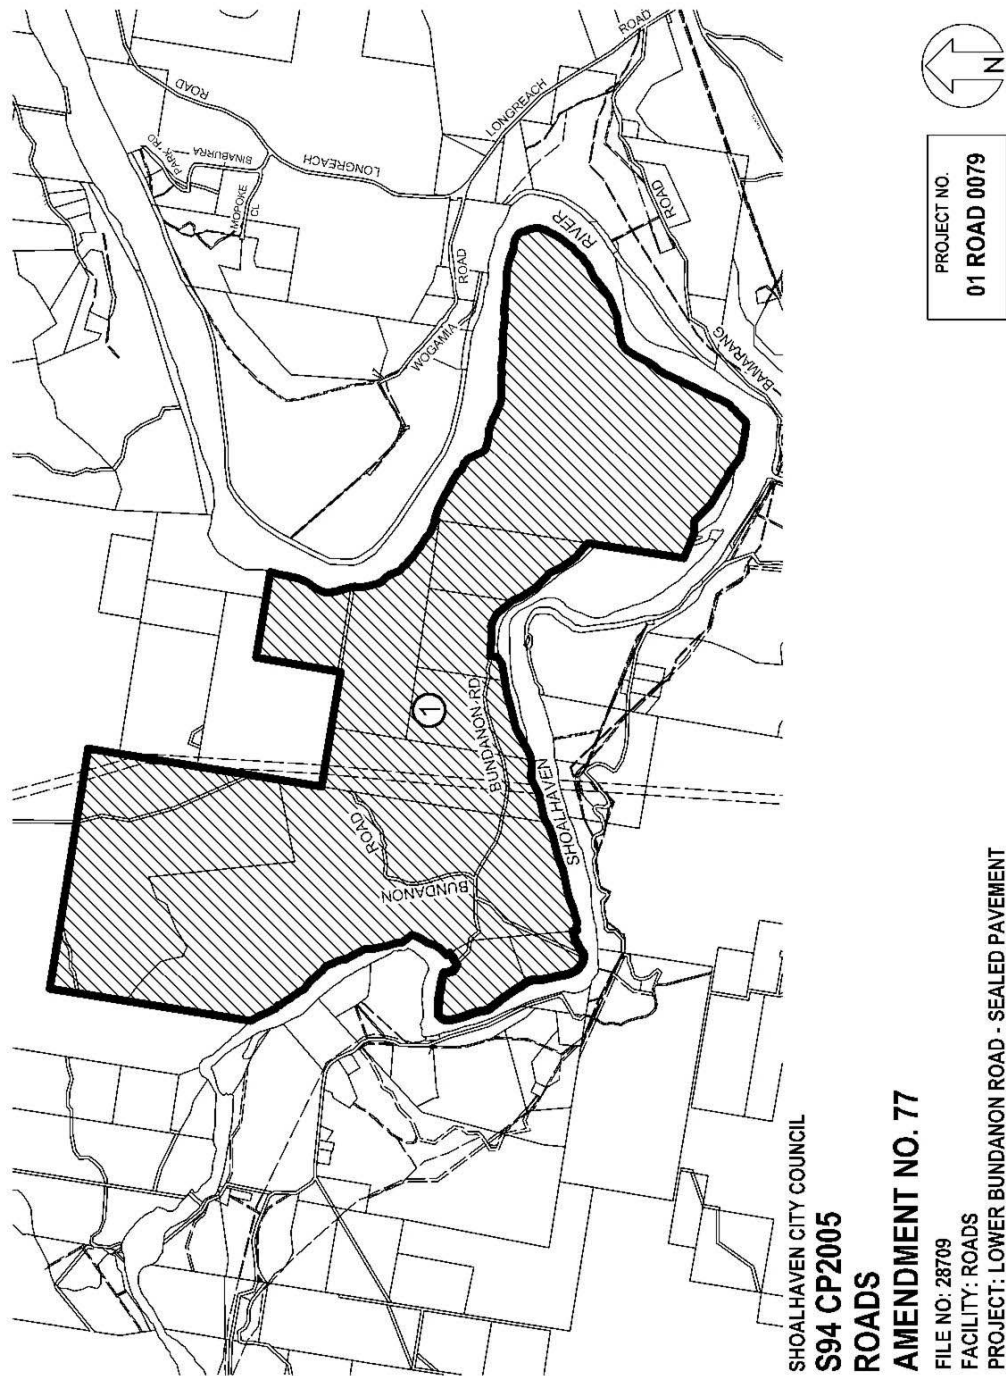 ROAD
PARK RD
BINABURRA
MOPOKE
CL
LONGREACH
LONGREACH
ROAD
WOGAMIA
ROAD
RIVER
ROAD
BAMARANG
BUNDANON RD
1
SHOALHAVEN
ROAD
BUNDANON
SHOALHAVEN CITY COUNCIL
S94 CP2005
ROADS
AMENDMENT NO. 77
FILE NO: 28709
FACILITY: ROADS
PROJECT: LOWER BUNDANON ROAD - SEALED PAVEMENT
PROJECT NO.
01 ROAD 0079
N